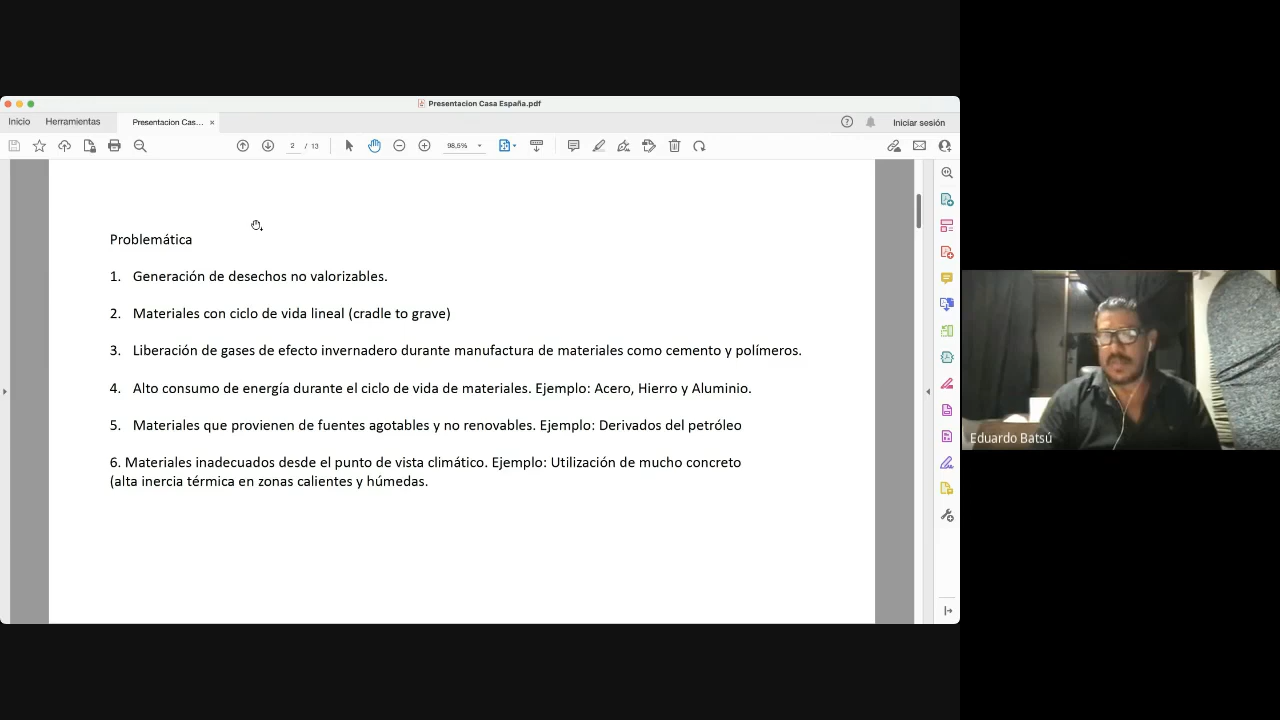 Presentacion Casa España.pdf
Inicio
Herramientas
Presentacion Cas...
Iniciar sesión
2 / 13
98,6%
Problemática
1. Generación de desechos no valorizables.
2. Materiales con ciclo de vida lineal (cradle to grave)
3. Liberación de gases de efecto invernadero durante manufactura de materiales como cemento y polímeros.
4. Alto consumo de energía durante el ciclo de vida de materiales. Ejemplo: Acero, Hierro y Aluminio.
5. Materiales que provienen de fuentes agotables y no renovables. Ejemplo: Derivados del petróleo
6. Materiales inadecuados desde el punto de vista climático. Ejemplo: Utilización de mucho concreto
(alta inercia térmica en zonas calientes y húmedas.
Eduardo Batsú